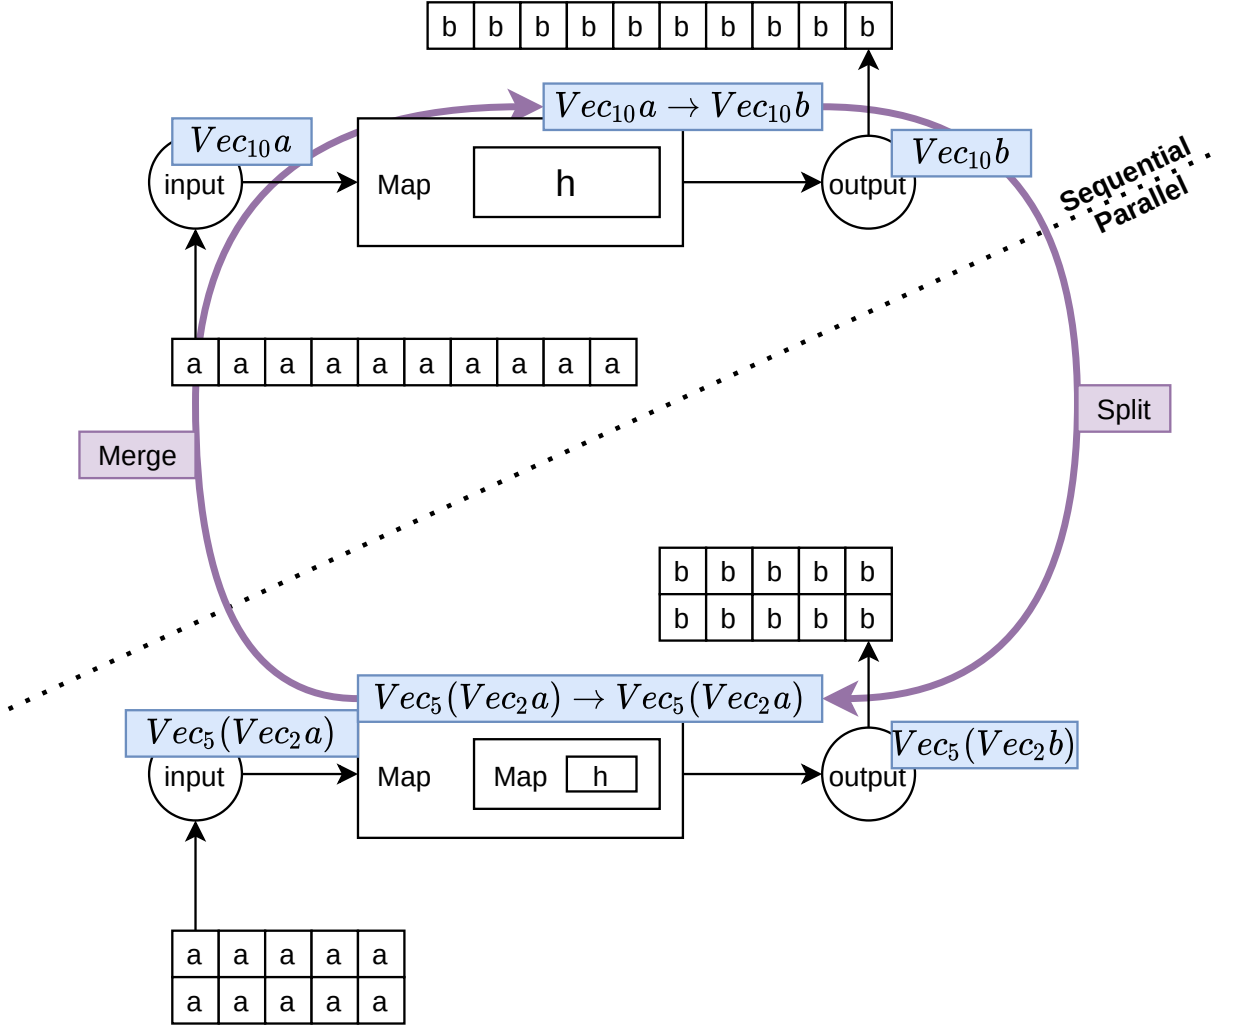 b b b b b b b b b b
Vec₁₀a → Vec₁₀b
Vec₁₀a
Vec₁₀b
input
Map
h
output
Sequential
Parallel
a a a a a a a a a a
Merge
Split
b b b b b
b b b b b
Vec₅(Vec₂a) → Vec₅(Vec₂a)
Vec₅(Vec₂a)
Vec₅(Vec₂b)
input
Map
Map
h
output
a a a a a
a a a a a